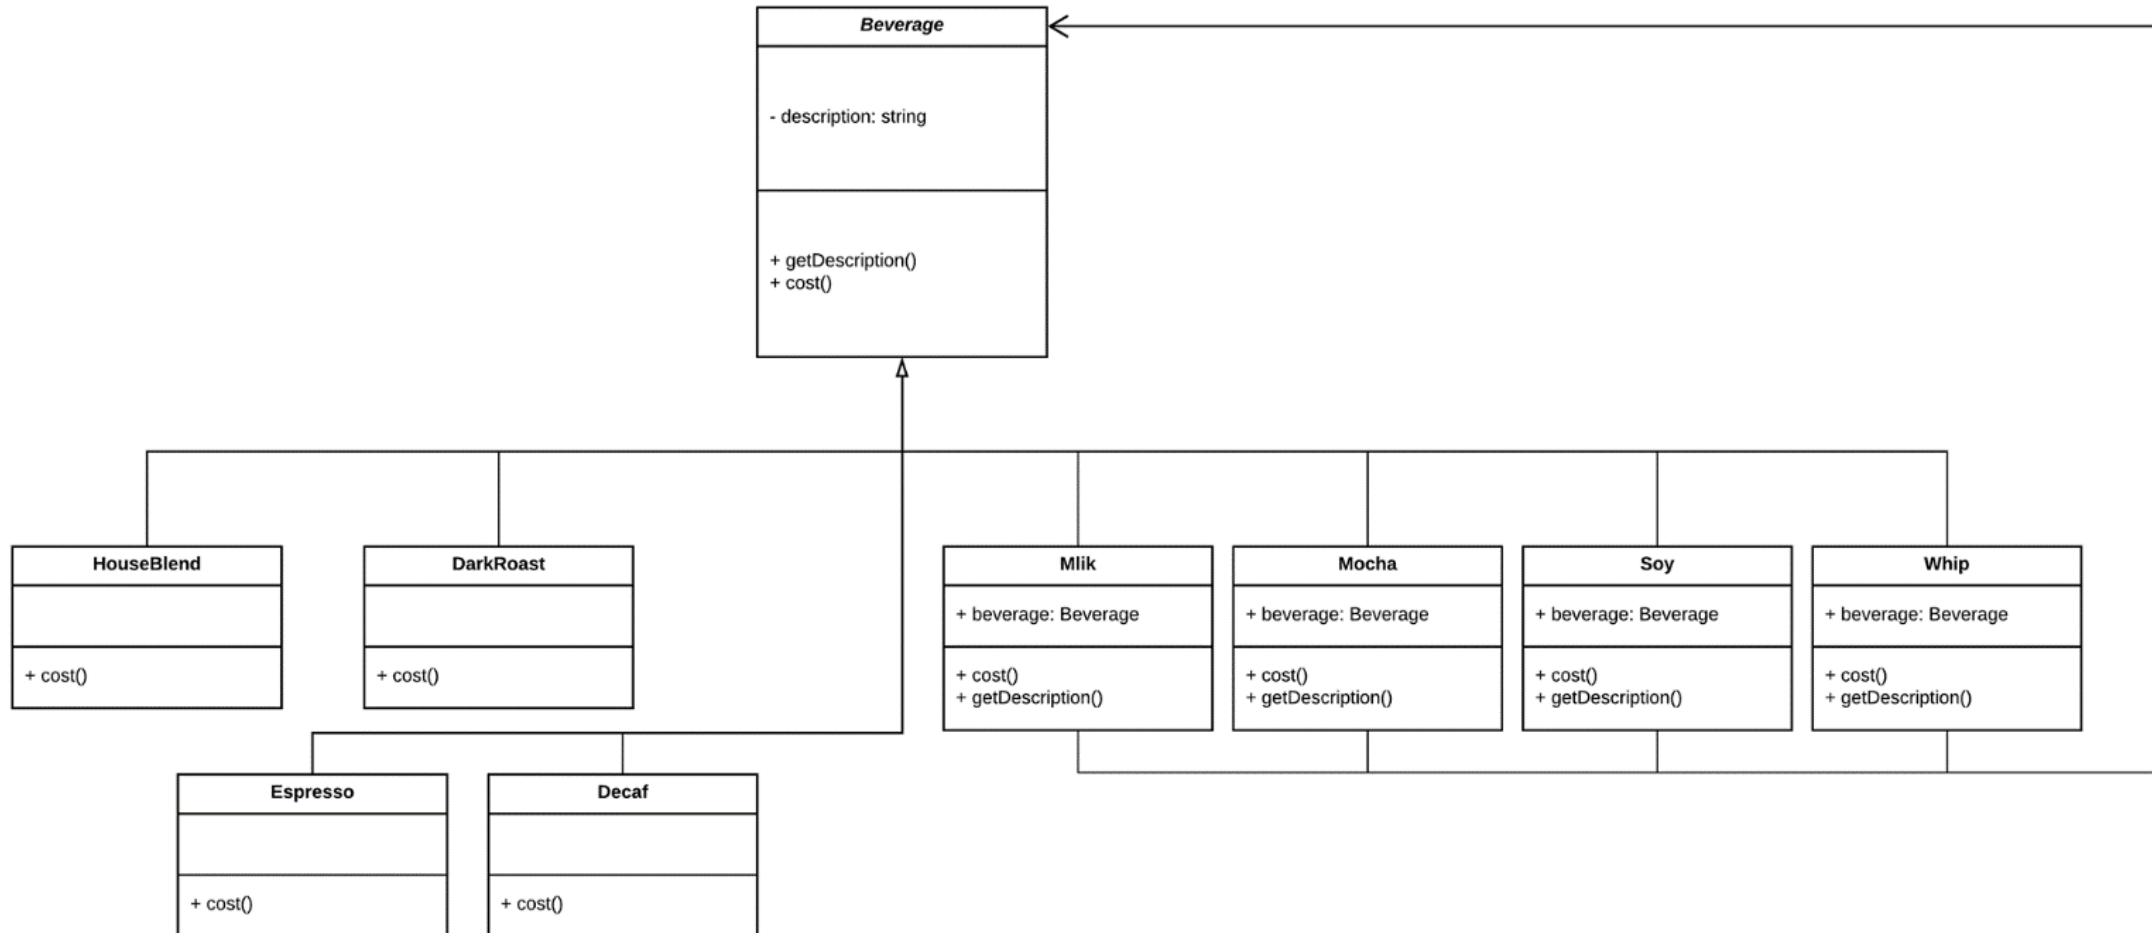 Beverage
- description: string
+ getDescription()
+ cost()
HouseBlend
+ cost()
DarkRoast
+ cost()
Mlik
+ beverage: Beverage
+ cost()
+ getDescription()
Mocha
+ beverage: Beverage
+ cost()
+ getDescription()
Soy
+ beverage: Beverage
+ cost()
+ getDescription()
Whip
+ beverage: Beverage
+ cost()
+ getDescription()
Espresso
+ cost()
Decaf
+ cost()